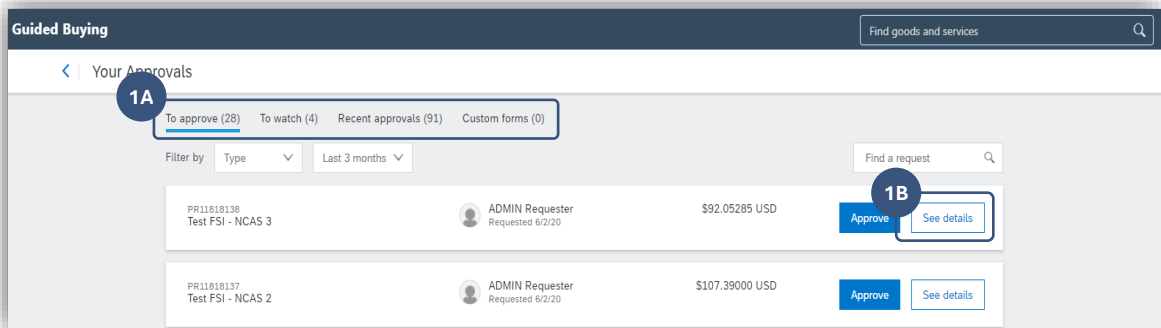 Guided Buying
Find goods and services
Your Approvals
1A
To approve (28) To watch (4) Recent approvals (91) Custom forms (0)
Filter by Type Last 3 months
Find a request
1B
PR11818138
Test FSI - NCAS 3
ADMIN Requester
Requested 6/2/20
$92.05285 USD
Approve
See details
PR11818137
Test FSI - NCAS 2
ADMIN Requester
Requested 6/2/20
$107.39000 USD
Approve
See details